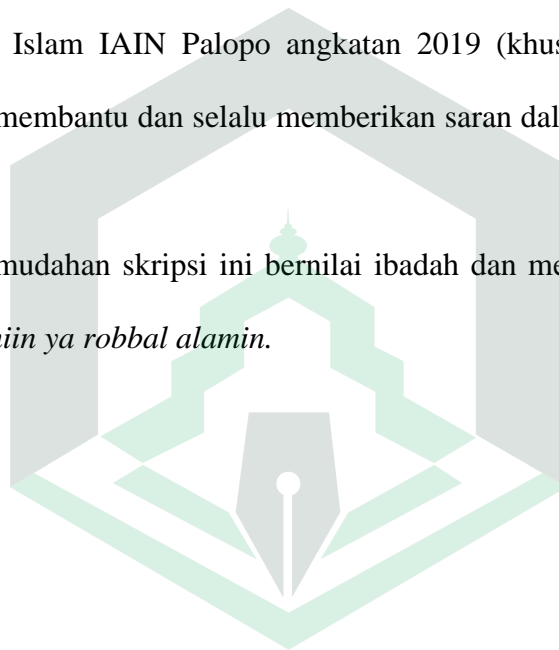 Islam IAIN Palopo angkatan 2019 (khus
membantu dan selalu memberikan saran dal
mudahan skripsi ini bernilai ibadah dan me
ya robbal alamin.